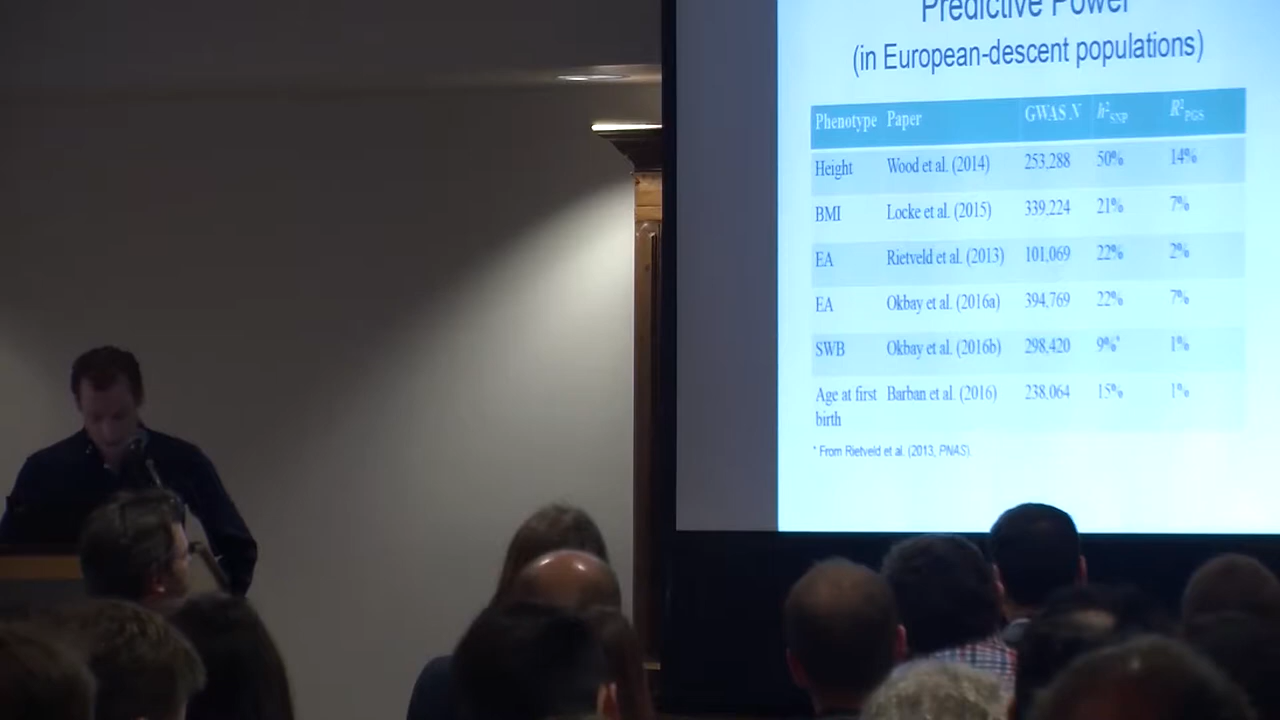 Predictive Power
(in European-descent populations)
Phenotype Paper GWAS N h²SNP R²PGS
Height Wood et al. (2014) 253,288 50% 14%
BMI Locke et al. (2015) 339,224 21% 7%
EA Rietveld et al. (2013) 101,069 22% 2%
EA Okbay et al. (2016a) 394,769 22% 7%
SWB Okbay et al. (2016b) 298,420 9%* 1%
Age at first birth Barban et al. (2016) 238,064 15% 1%
* From Rietveld et al. (2013, PNAS).